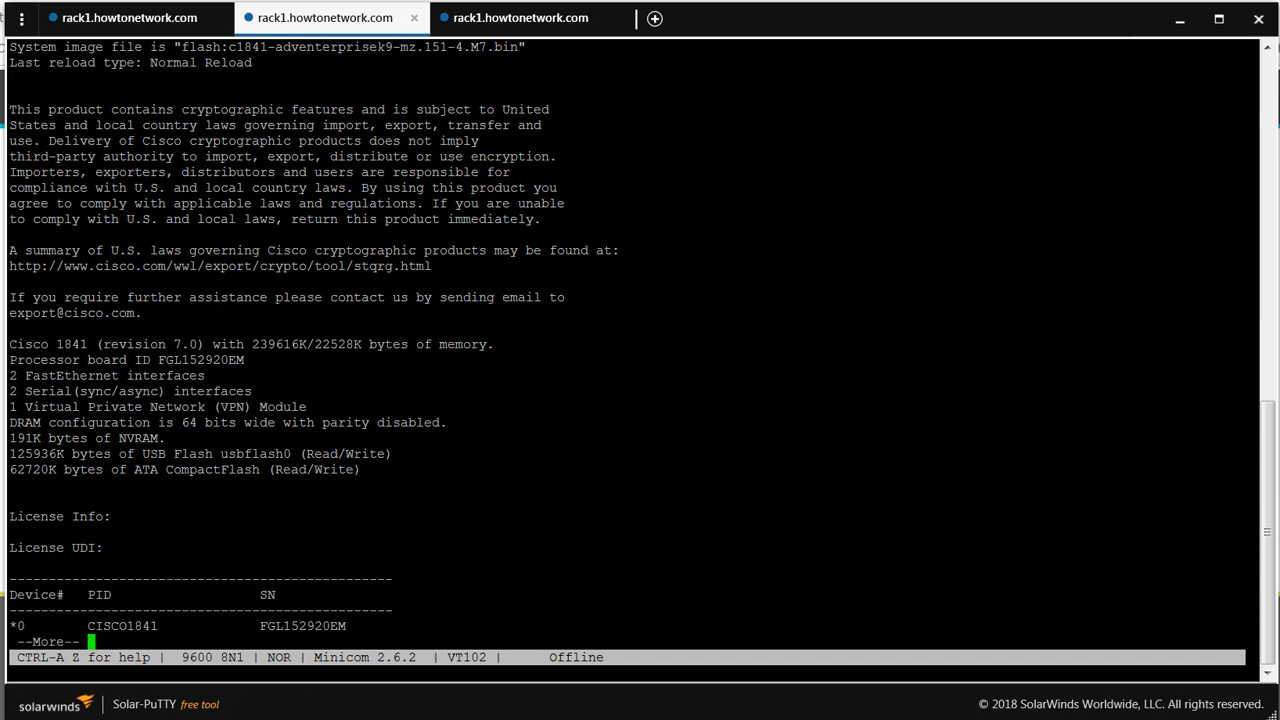 rack1.howtonetwork.com
rack1.howtonetwork.com
rack1.howtonetwork.com
System image file is "flash:c1841-adventerprisek9-mz.151-4.M7.bin"
Last reload type: Normal Reload
This product contains cryptographic features and is subject to United
States and local country laws governing import, export, transfer and
use. Delivery of Cisco cryptographic products does not imply
third-party authority to import, export, distribute or use encryption.
Importers, exporters, distributors and users are responsible for
compliance with U.S. and local country laws. By using this product you
agree to comply with applicable laws and regulations. If you are unable
to comply with U.S. and local laws, return this product immediately.
A summary of U.S. laws governing Cisco cryptographic products may be found at:
http://www.cisco.com/wwl/export/crypto/tool/stqrg.html
If you require further assistance please contact us by sending email to
export@cisco.com.
Cisco 1841 (revision 7.0) with 239616K/22528K bytes of memory.
Processor board ID FGL152920EM
2 FastEthernet interfaces
2 Serial(sync/async) interfaces
1 Virtual Private Network (VPN) Module
DRAM configuration is 64 bits wide with parity disabled.
191K bytes of NVRAM.
125936K bytes of USB Flash usbflash0 (Read/Write)
62720K bytes of ATA CompactFlash (Read/Write)
License Info:
License UDI:
-------------------------------------------------
Device#   PID                   SN
-------------------------------------------------
*0        CISCO1841             FGL152920EM
 --More--
CTRL-A Z for help |  9600 8N1 | NOR | Minicom 2.6.2  | VT102 |      Offline
solarwinds Solar-PuTTY free tool © 2018 SolarWinds Worldwide, LLC. All rights reserved.